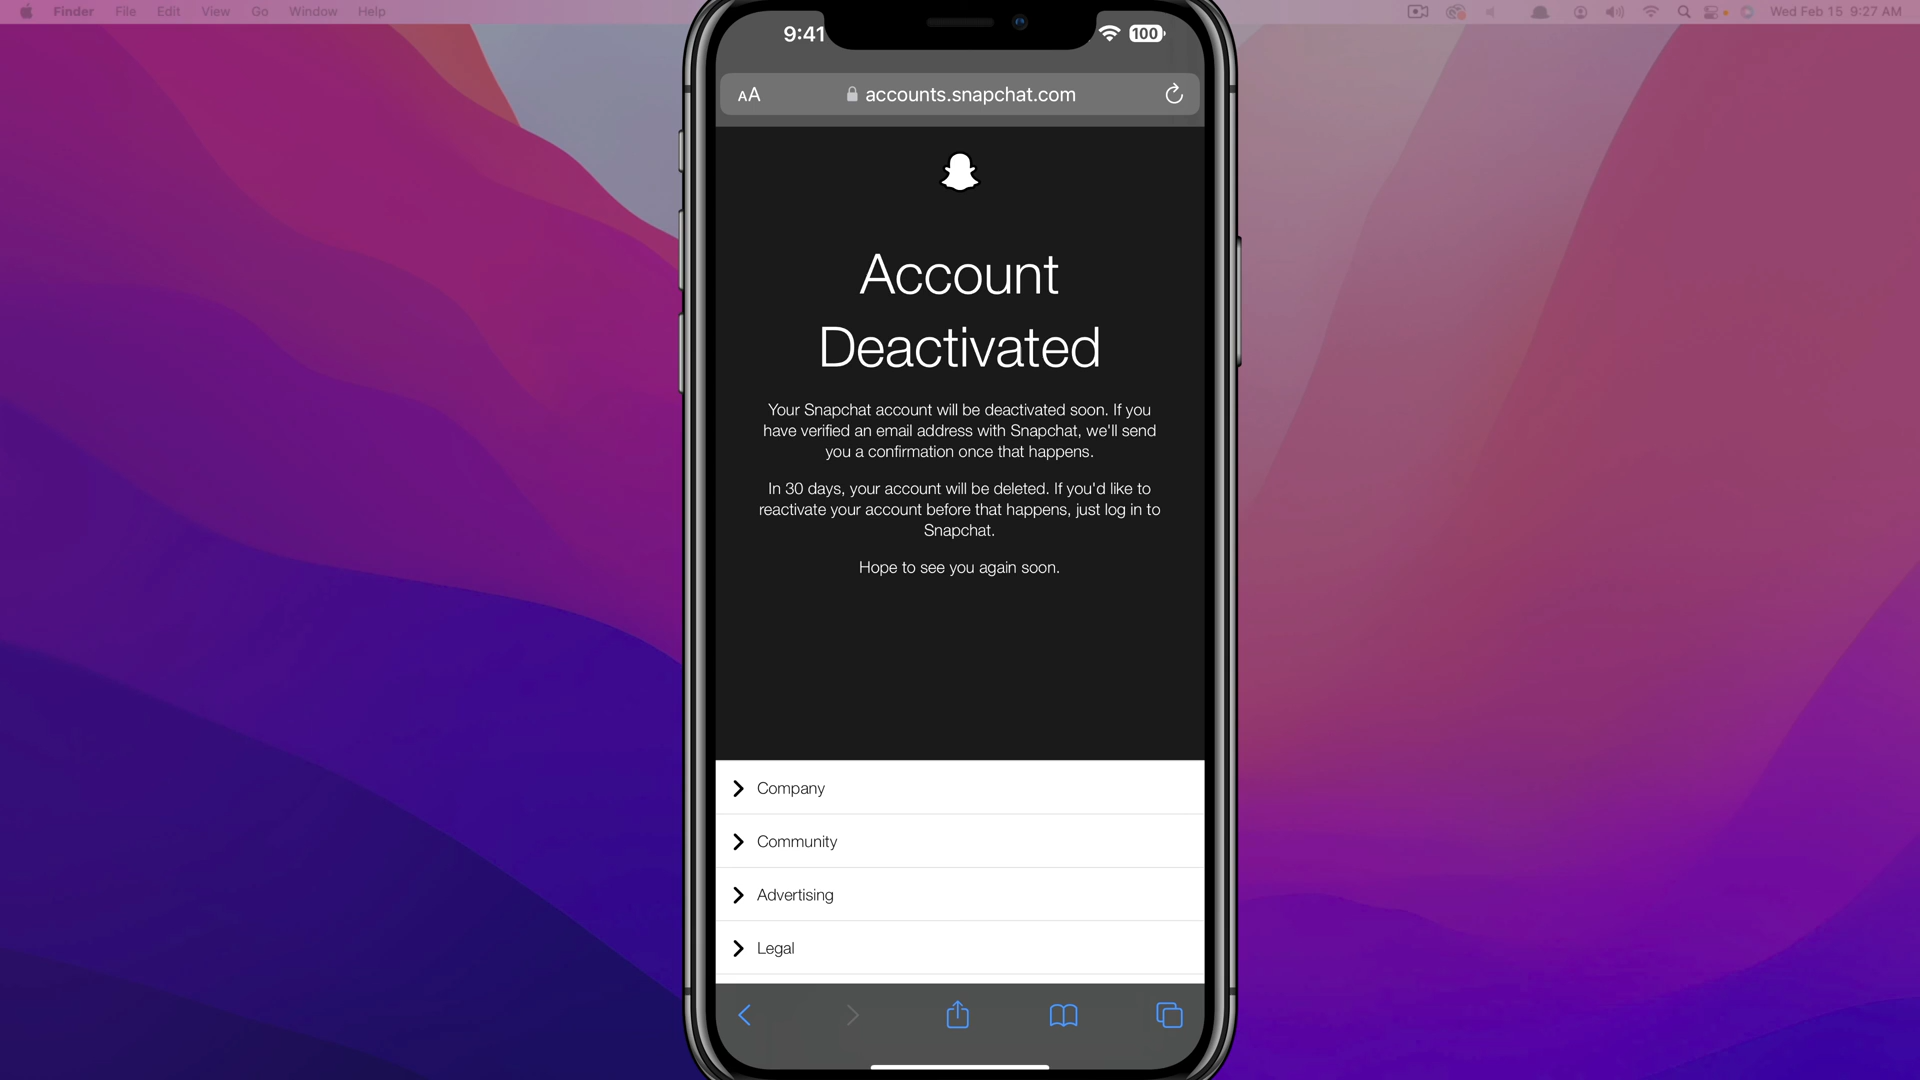 Finder File Edit View Go Window Help
Wed Feb 15 9:27 AM
9:41
100
AA
accounts.snapchat.com
Account
Deactivated
Your Snapchat account will be deactivated soon. If you
have verified an email address with Snapchat, we'll send
you a confirmation once that happens.
In 30 days, your account will be deleted. If you'd like to
reactivate your account before that happens, just log in to
Snapchat.
Hope to see you again soon.
Company
Community
Advertising
Legal